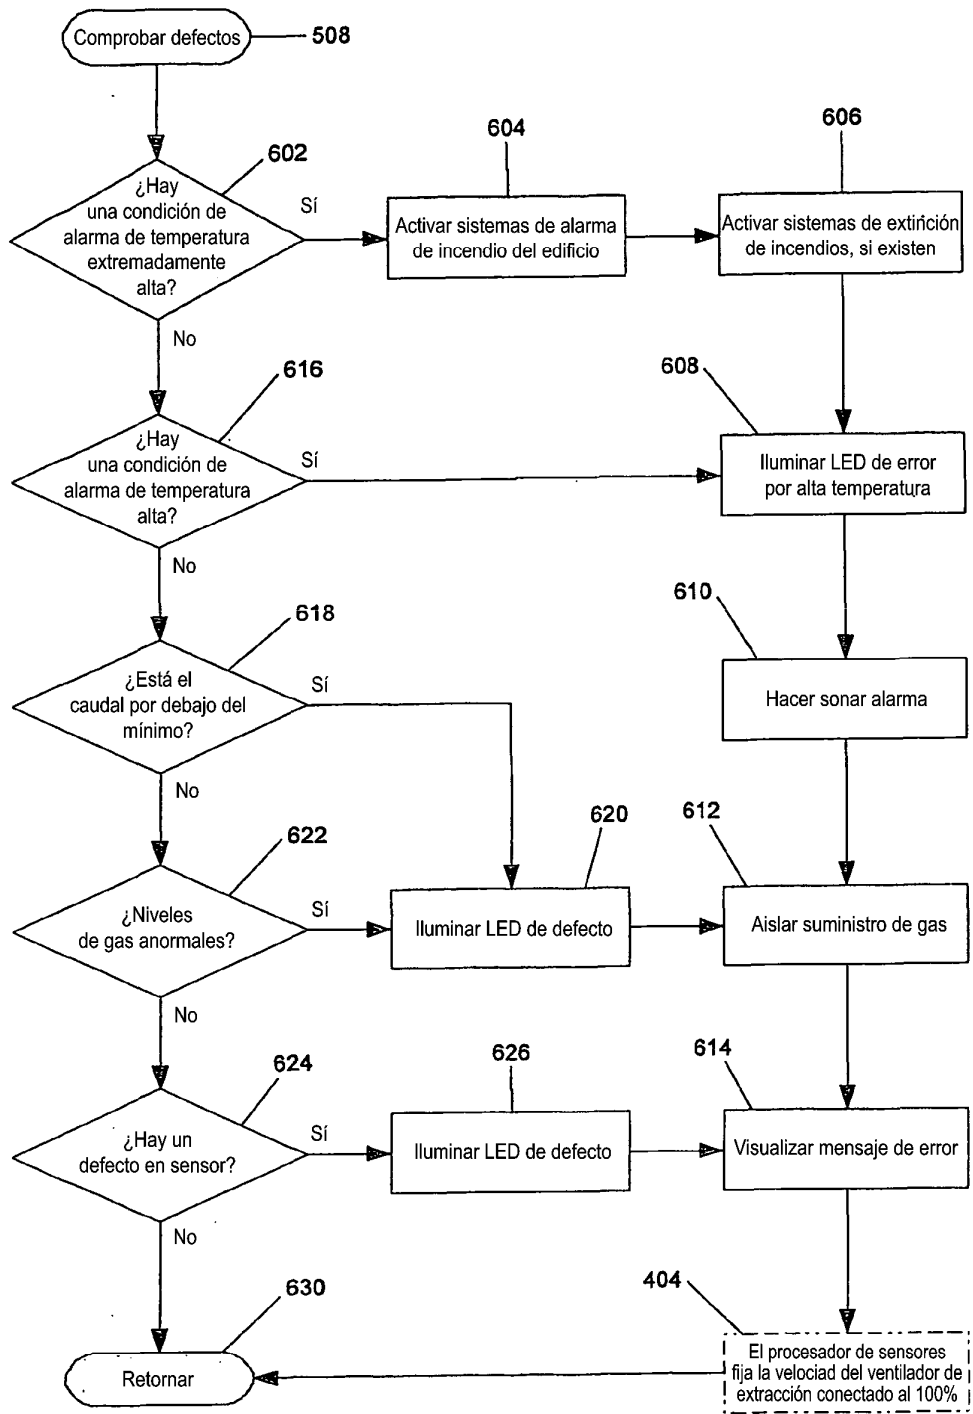 Comprobar defectos
508
602
¿Hay
una condición de
alarma de temperatura
extremadamente
alta?
Sí
No
604
Activar sistemas de alarma
de incendio del edificio
606
Activar sistemas de extinción
de incendios, si existen
616
¿Hay
una condición de
alarma de temperatura
alta?
Sí
No
608
Iluminar LED de error
por alta temperatura
618
¿Está el
caudal por debajo del
mínimo?
Sí
No
610
Hacer sonar alarma
622
¿Niveles
de gas anormales?
Sí
No
620
Iluminar LED de defecto
612
Aislar suministro de gas
624
¿Hay un
defecto en sensor?
Sí
No
626
Iluminar LED de defecto
614
Visualizar mensaje de error
630
Retornar
404
El procesador de sensores
fija la velociad del ventilador de
extracción conectado al 100%